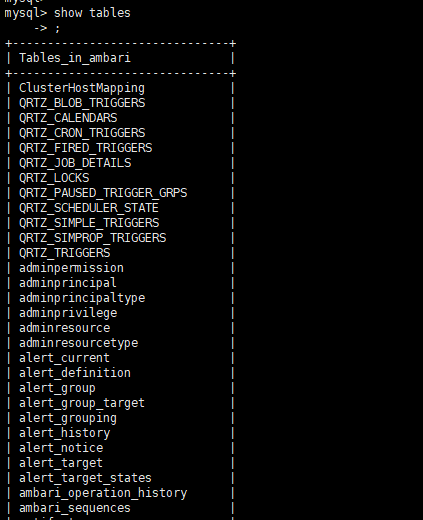 mysql> show tables
    -> ;
+-----------------------------+
| Tables_in_ambari            |
+-----------------------------+
| ClusterHostMapping          |
| QRTZ_BLOB_TRIGGERS          |
| QRTZ_CALENDARS              |
| QRTZ_CRON_TRIGGERS          |
| QRTZ_FIRED_TRIGGERS         |
| QRTZ_JOB_DETAILS            |
| QRTZ_LOCKS                  |
| QRTZ_PAUSED_TRIGGER_GRPS    |
| QRTZ_SCHEDULER_STATE        |
| QRTZ_SIMPLE_TRIGGERS        |
| QRTZ_SIMPROP_TRIGGERS       |
| QRTZ_TRIGGERS               |
| adminpermission             |
| adminprincipal              |
| adminprincipaltype          |
| adminprivilege              |
| adminresource               |
| adminresourcetype           |
| alert_current               |
| alert_definition            |
| alert_group                 |
| alert_group_target          |
| alert_grouping              |
| alert_history               |
| alert_notice                |
| alert_target                |
| alert_target_states         |
| ambari_operation_history    |
| ambari_sequences            |